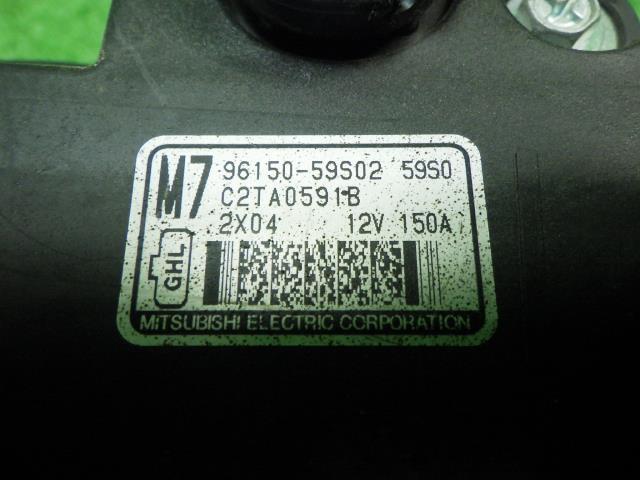 M7 96150-59S02 59S0
C2TA0591B
2X04 12V 150A
GHL
MITSUBISHI ELECTRIC CORPORATION